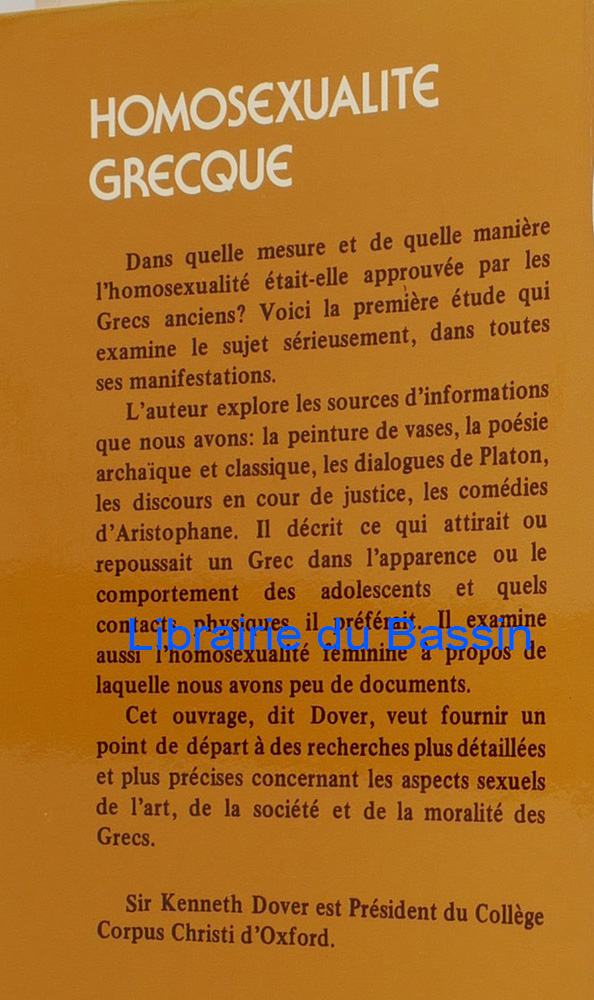 HOMOSEXUALITE
GRECQUE
Dans quelle mesure et de quelle manière
l'homosexualité était-elle approuvée par les
Grecs anciens? Voici la première étude qui
examine le sujet sérieusement, dans toutes
ses manifestations.
L'auteur explore les sources d'informations
que nous avons: la peinture de vases, la poésie
archaïque et classique, les dialogues de Platon,
les discours en cour de justice, les comédies
d'Aristophane. Il décrit ce qui attirait ou
repoussait un Grec dans l'apparence ou le
comportement des adolescents et quels
contacts physiques il préférait. Il examine
Librairie du Bassin
aussi l'homosexualité féminine à propos de
laquelle nous avons peu de documents.
Cet ouvrage, dit Dover, veut fournir un
point de départ à des recherches plus détaillées
et plus précises concernant les aspects sexuels
de l'art, de la société et de la moralité des
Grecs.
Sir Kenneth Dover est Président du Collège
Corpus Christi d'Oxford.